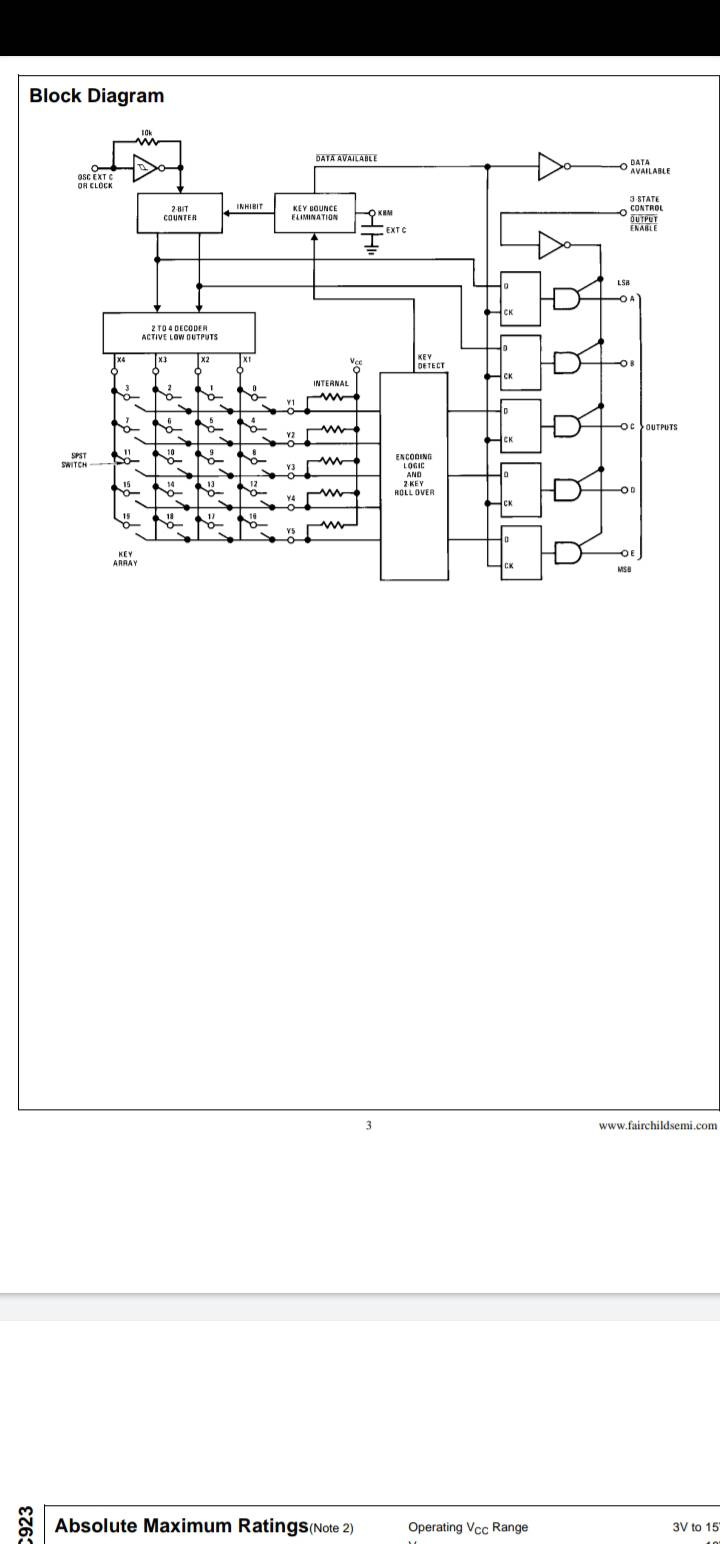 Block Diagram
10k
OSC EXT C
OR CLOCK
DATA AVAILABLE
DATA
AVAILABLE
3-STATE
CONTROL
OUTPUT
ENABLE
2-BIT
COUNTER
INHIBIT
KEY BOUNCE
ELIMINATION
KBM
EXT C
LSB
D
CK
A
2 TO 4 DECODER
ACTIVE LOW OUTPUTS
X4
X3
X2
X1
VCC
KEY
DETECT
D
CK
B
INTERNAL
3
2
1
0
Y1
7
6
5
4
Y2
D
CK
C
OUTPUTS
SPST
SWITCH
11
10
9
8
Y3
ENCODING
LOGIC
AND
2-KEY
ROLL OVER
15
14
13
12
Y4
D
CK
D
19
18
17
16
Y5
D
CK
E
MSB
KEY
ARRAY
3
www.fairchildsemi.com
C923
Absolute Maximum Ratings(Note 2)
Operating VCC Range
3V to 15